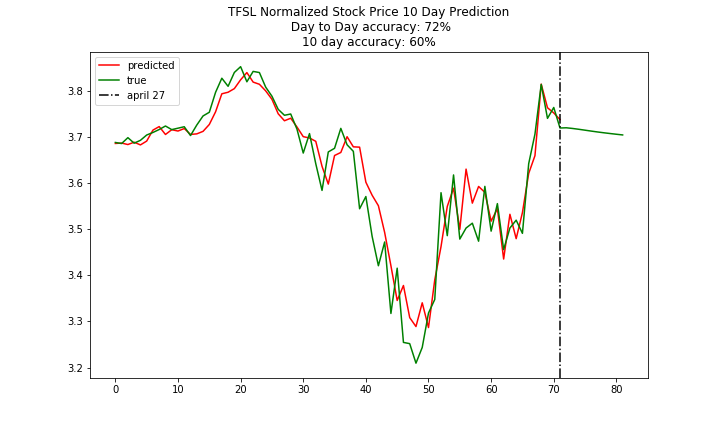 TFSL Normalized Stock Price 10 Day Prediction
Day to Day accuracy: 72%
10 day accuracy: 60%
predicted
true
april 27
3.8
3.7
3.6
3.5
3.4
3.3
3.2
0 10 20 30 40 50 60 70 80